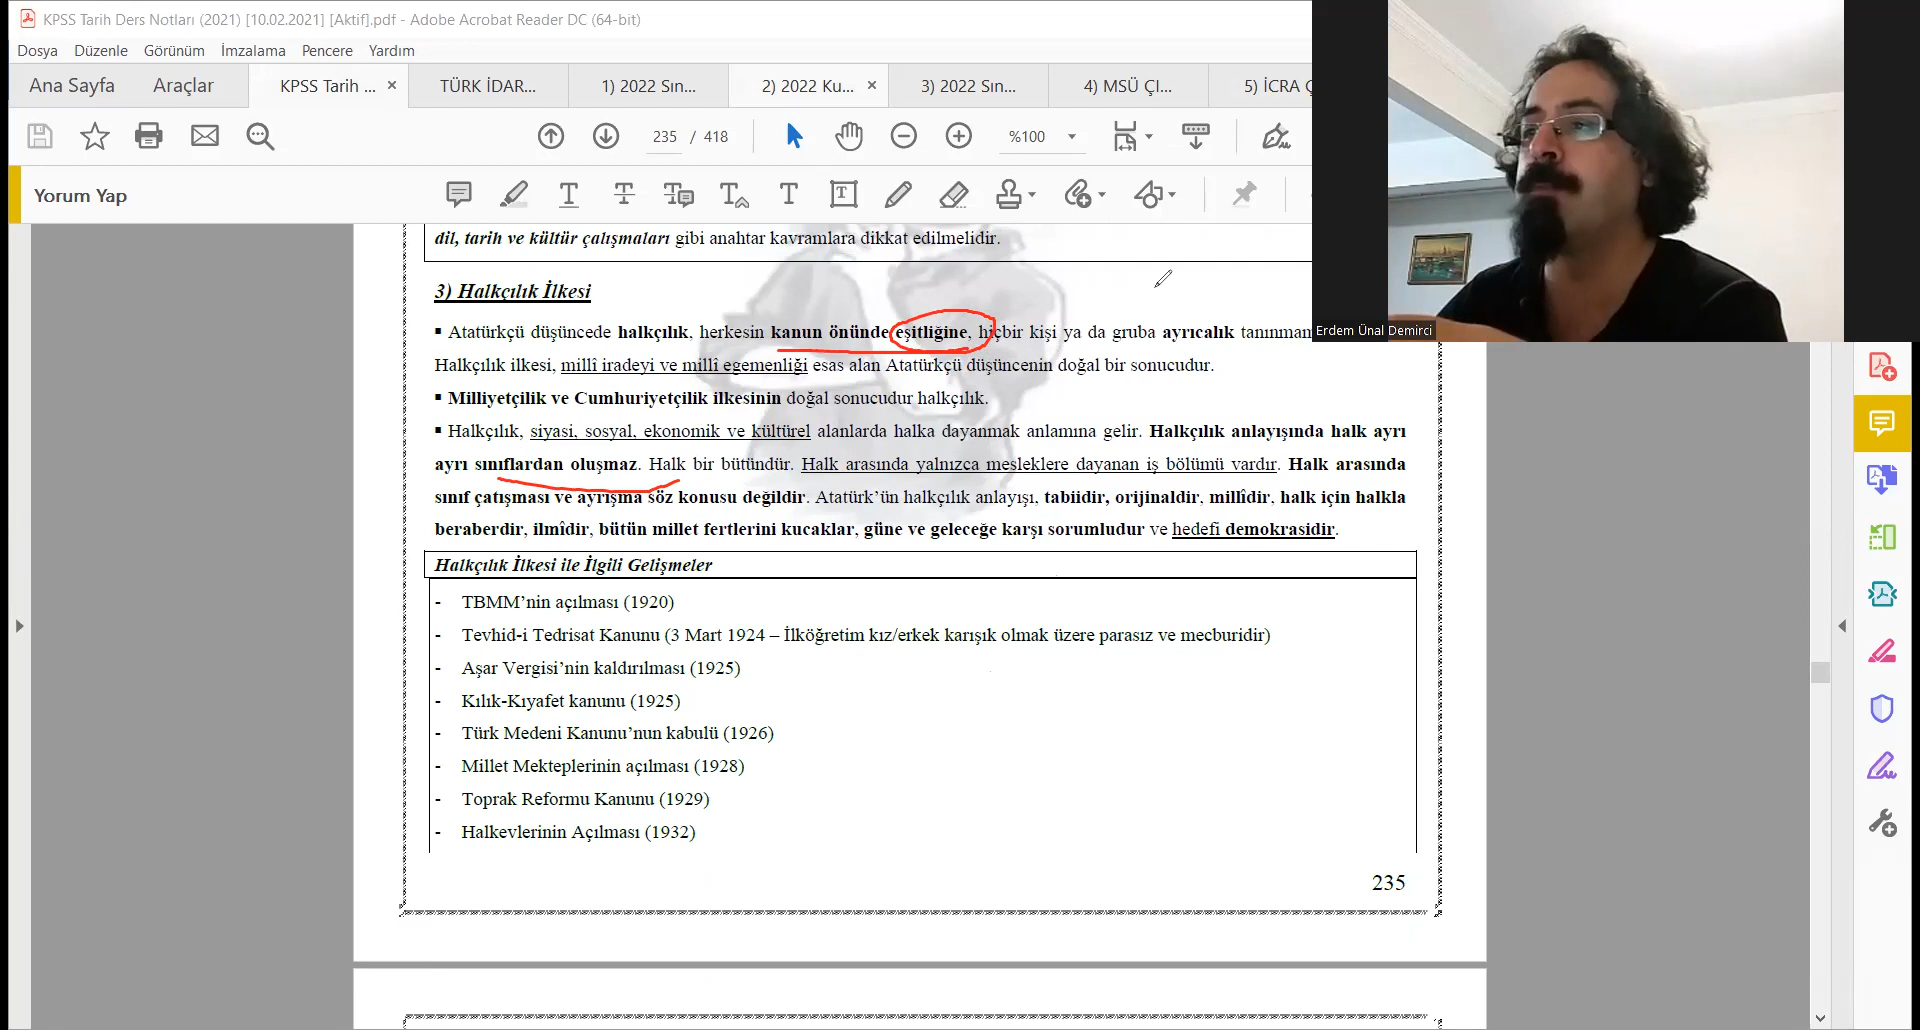 KPSS Tarih Ders Notları (2021) [10.02.2021] [Aktif].pdf - Adobe Acrobat Reader DC (64-bit)
Dosya Düzenle Görünüm İmzalama Pencere Yardım
Ana Sayfa Araçlar KPSS Tarih ... × TÜRK İDAR... 1) 2022 Sın... 2) 2022 Ku... × 3) 2022 Sın... 4) MSÜ ÇI... 5) İCRA Ç
235 / 418 %100
Yorum Yap
dil, tarih ve kültür çalışmaları gibi anahtar kavramlara dikkat edilmelidir.
3) Halkçılık İlkesi
▪ Atatürkçü düşüncede halkçılık, herkesin kanun önünde eşitliğine, hiçbir kişi ya da gruba ayrıcalık tanınmam
Halkçılık ilkesi, millî iradeyi ve millî egemenliği esas alan Atatürkçü düşüncenin doğal bir sonucudur.
▪ Milliyetçilik ve Cumhuriyetçilik ilkesinin doğal sonucudur halkçılık.
▪ Halkçılık, siyasi, sosyal, ekonomik ve kültürel alanlarda halka dayanmak anlamına gelir. Halkçılık anlayışında halk ayrı
ayrı sınıflardan oluşmaz. Halk bir bütündür. Halk arasında yalnızca mesleklere dayanan iş bölümü vardır. Halk arasında
sınıf çatışması ve ayrışma söz konusu değildir. Atatürk’ün halkçılık anlayışı, tabiidir, orijinaldir, millîdir, halk için halkla
beraberdir, ilmîdir, bütün millet fertlerini kucaklar, güne ve geleceğe karşı sorumludur ve hedefi demokrasidir.
Halkçılık İlkesi ile İlgili Gelişmeler
- TBMM’nin açılması (1920)
- Tevhid-i Tedrisat Kanunu (3 Mart 1924 – İlköğretim kız/erkek karışık olmak üzere parasız ve mecburidir)
- Aşar Vergisi’nin kaldırılması (1925)
- Kılık-Kıyafet kanunu (1925)
- Türk Medeni Kanunu’nun kabulü (1926)
- Millet Mekteplerinin açılması (1928)
- Toprak Reformu Kanunu (1929)
- Halkevlerinin Açılması (1932)
235
Erdem Ünal Demirci